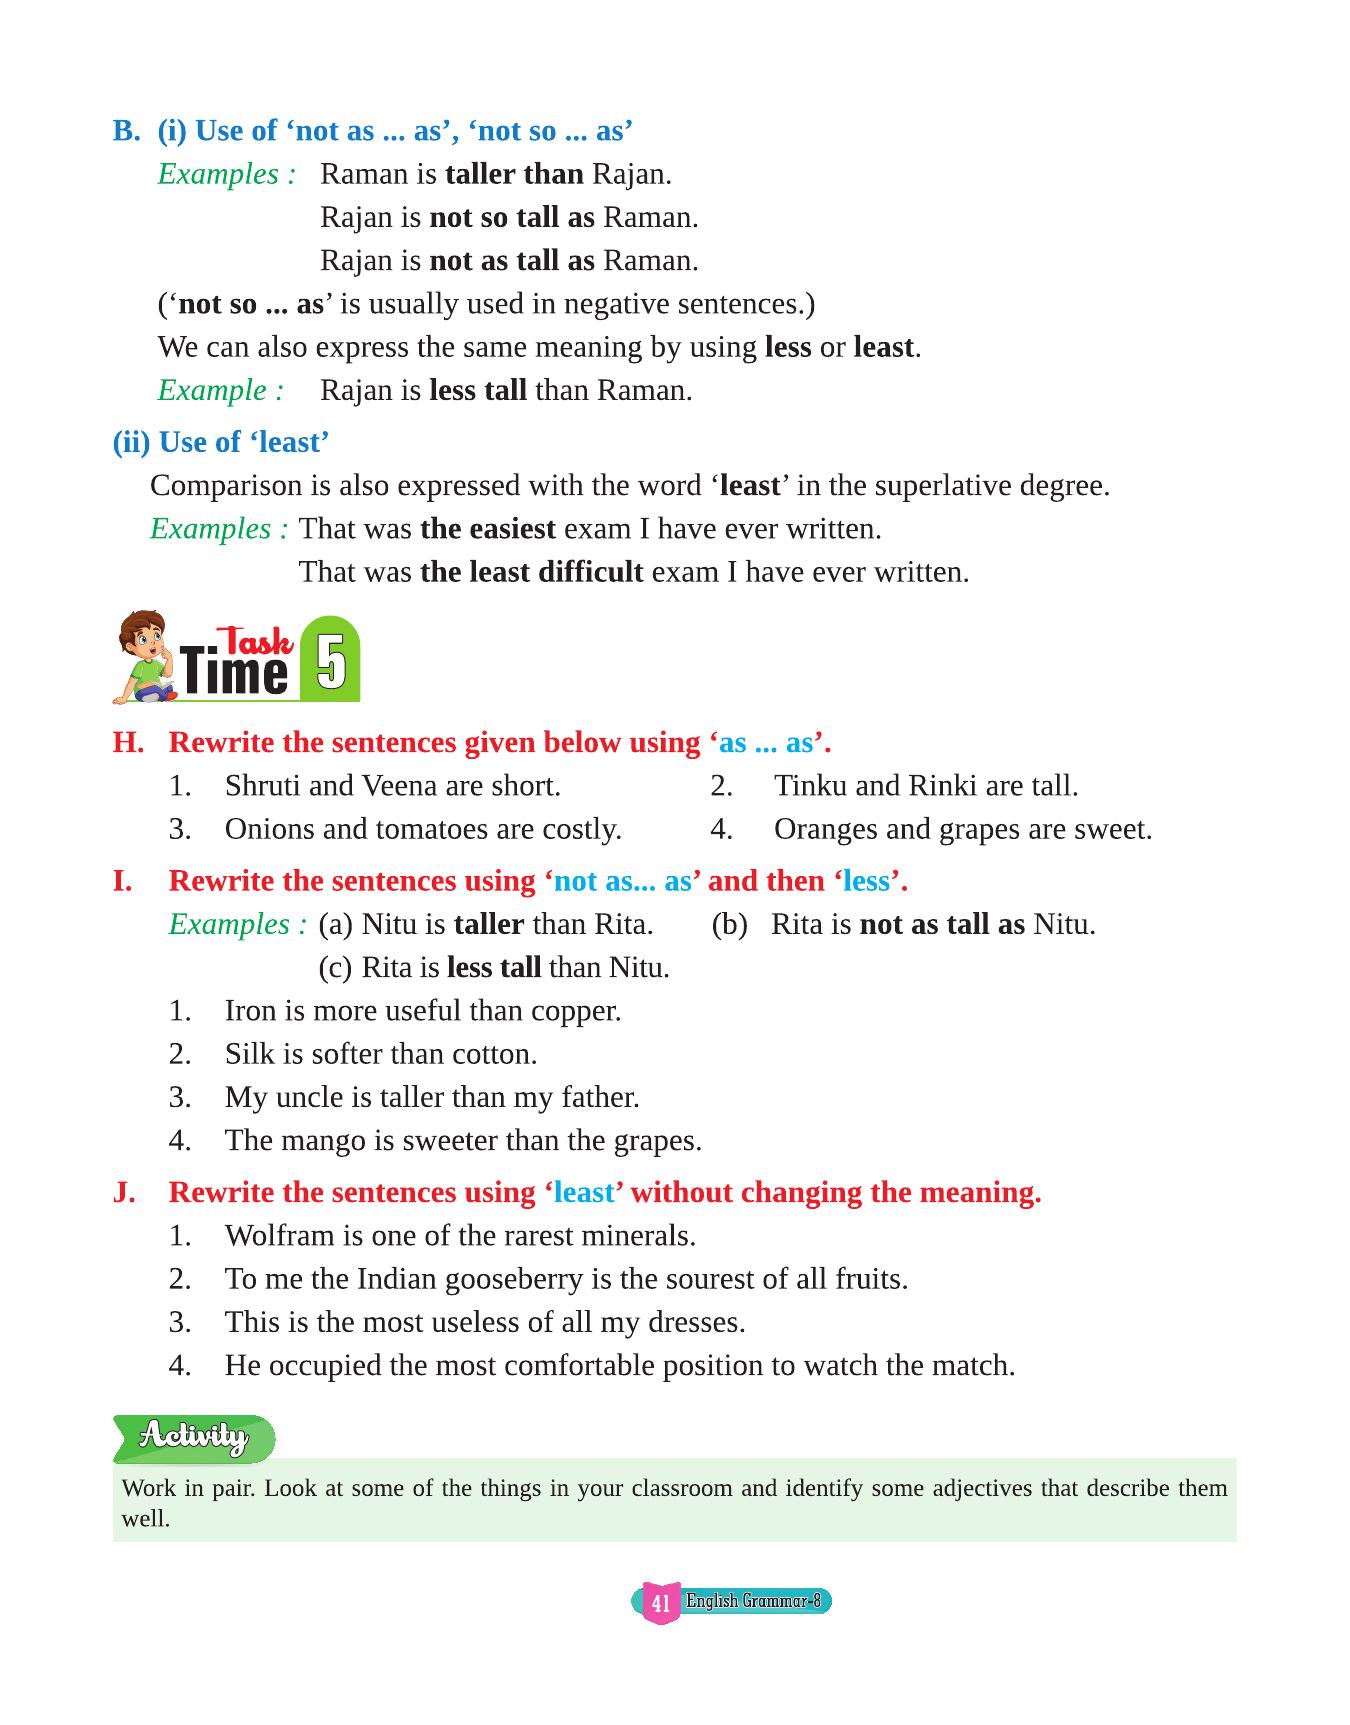 B. (i) Use of ‘not as ... as’, ‘not so ... as’
Examples : Raman is taller than Rajan.
Rajan is not so tall as Raman.
Rajan is not as tall as Raman.
(‘not so ... as’ is usually used in negative sentences.)
We can also express the same meaning by using less or least.
Example : Rajan is less tall than Raman.
(ii) Use of ‘least’
Comparison is also expressed with the word ‘least’ in the superlative degree.
Examples : That was the easiest exam I have ever written.
That was the least difficult exam I have ever written.
Task
Time 5
H. Rewrite the sentences given below using ‘as ... as’.
1. Shruti and Veena are short. 2. Tinku and Rinki are tall.
3. Onions and tomatoes are costly. 4. Oranges and grapes are sweet.
I. Rewrite the sentences using ‘not as... as’ and then ‘less’.
Examples : (a) Nitu is taller than Rita. (b) Rita is not as tall as Nitu.
(c) Rita is less tall than Nitu.
1. Iron is more useful than copper.
2. Silk is softer than cotton.
3. My uncle is taller than my father.
4. The mango is sweeter than the grapes.
J. Rewrite the sentences using ‘least’ without changing the meaning.
1. Wolfram is one of the rarest minerals.
2. To me the Indian gooseberry is the sourest of all fruits.
3. This is the most useless of all my dresses.
4. He occupied the most comfortable position to watch the match.
Activity
Work in pair. Look at some of the things in your classroom and identify some adjectives that describe them
well.
41 English Grammar-8